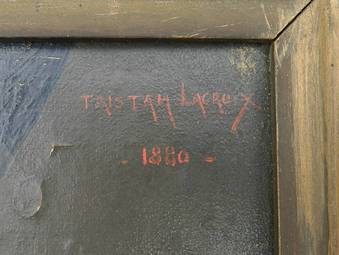 TRISTAN LACROIX
- 1880 -